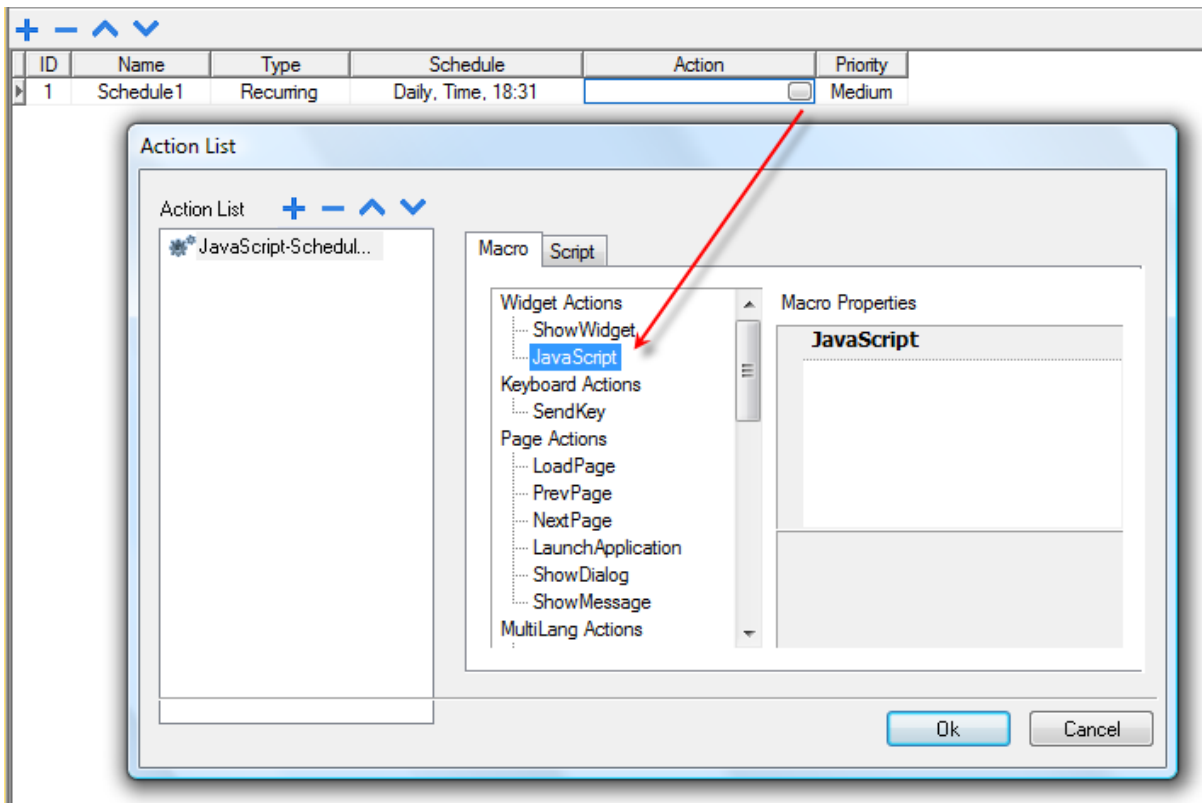 ID Name Type Schedule Action Priority
1 Schedule1 Recurring Daily, Time, 18:31 Medium
Action List
Action List
JavaScript-Schedul...
Macro Script
Widget Actions
ShowWidget
JavaScript
Keyboard Actions
SendKey
Page Actions
LoadPage
PrevPage
NextPage
LaunchApplication
ShowDialog
ShowMessage
MultiLang Actions
Macro Properties
JavaScript
Ok Cancel